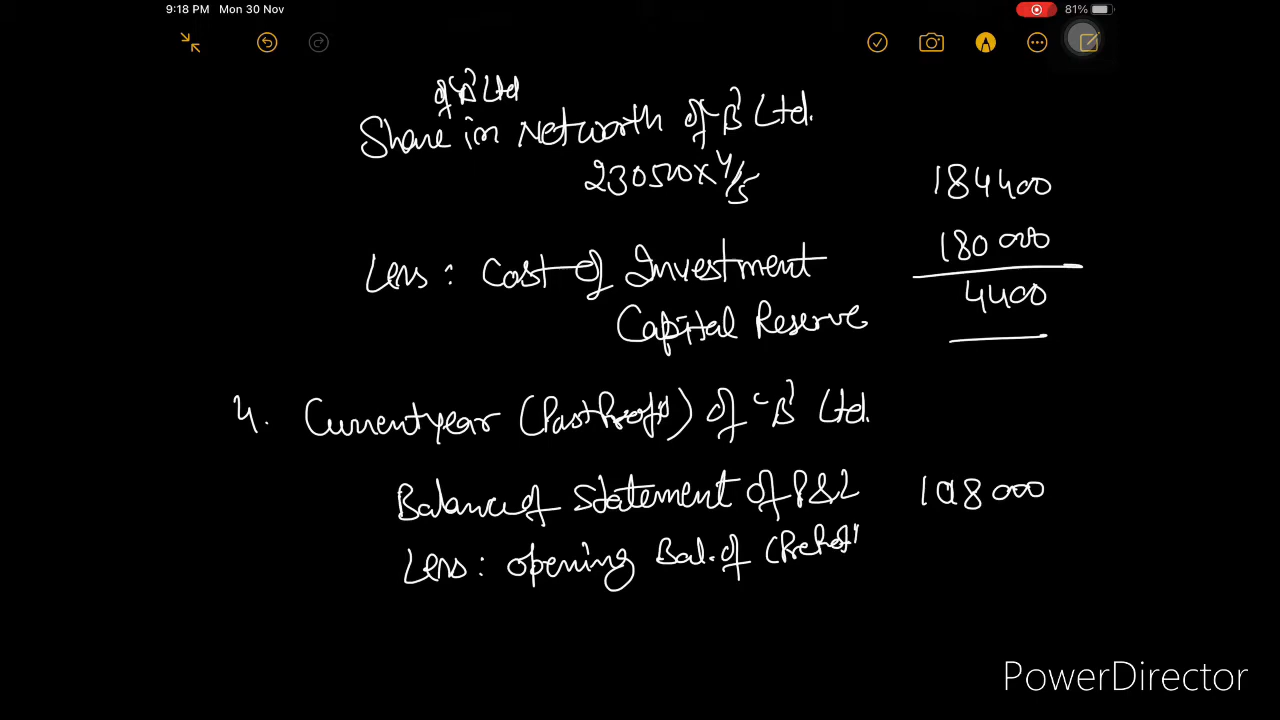 9:18 PM Mon 30 Nov 81%
of 'B' Ltd
Share in Networth of 'B' Ltd.
230500 x 4/5 184400
Less : Cost of Investment 180000
Capital Reserve 4400
4. Current year (Post Profit) of 'B' Ltd.
Balance of Statement of P&L 108000
Less : opening Bal. of (Pre Profit
PowerDirector